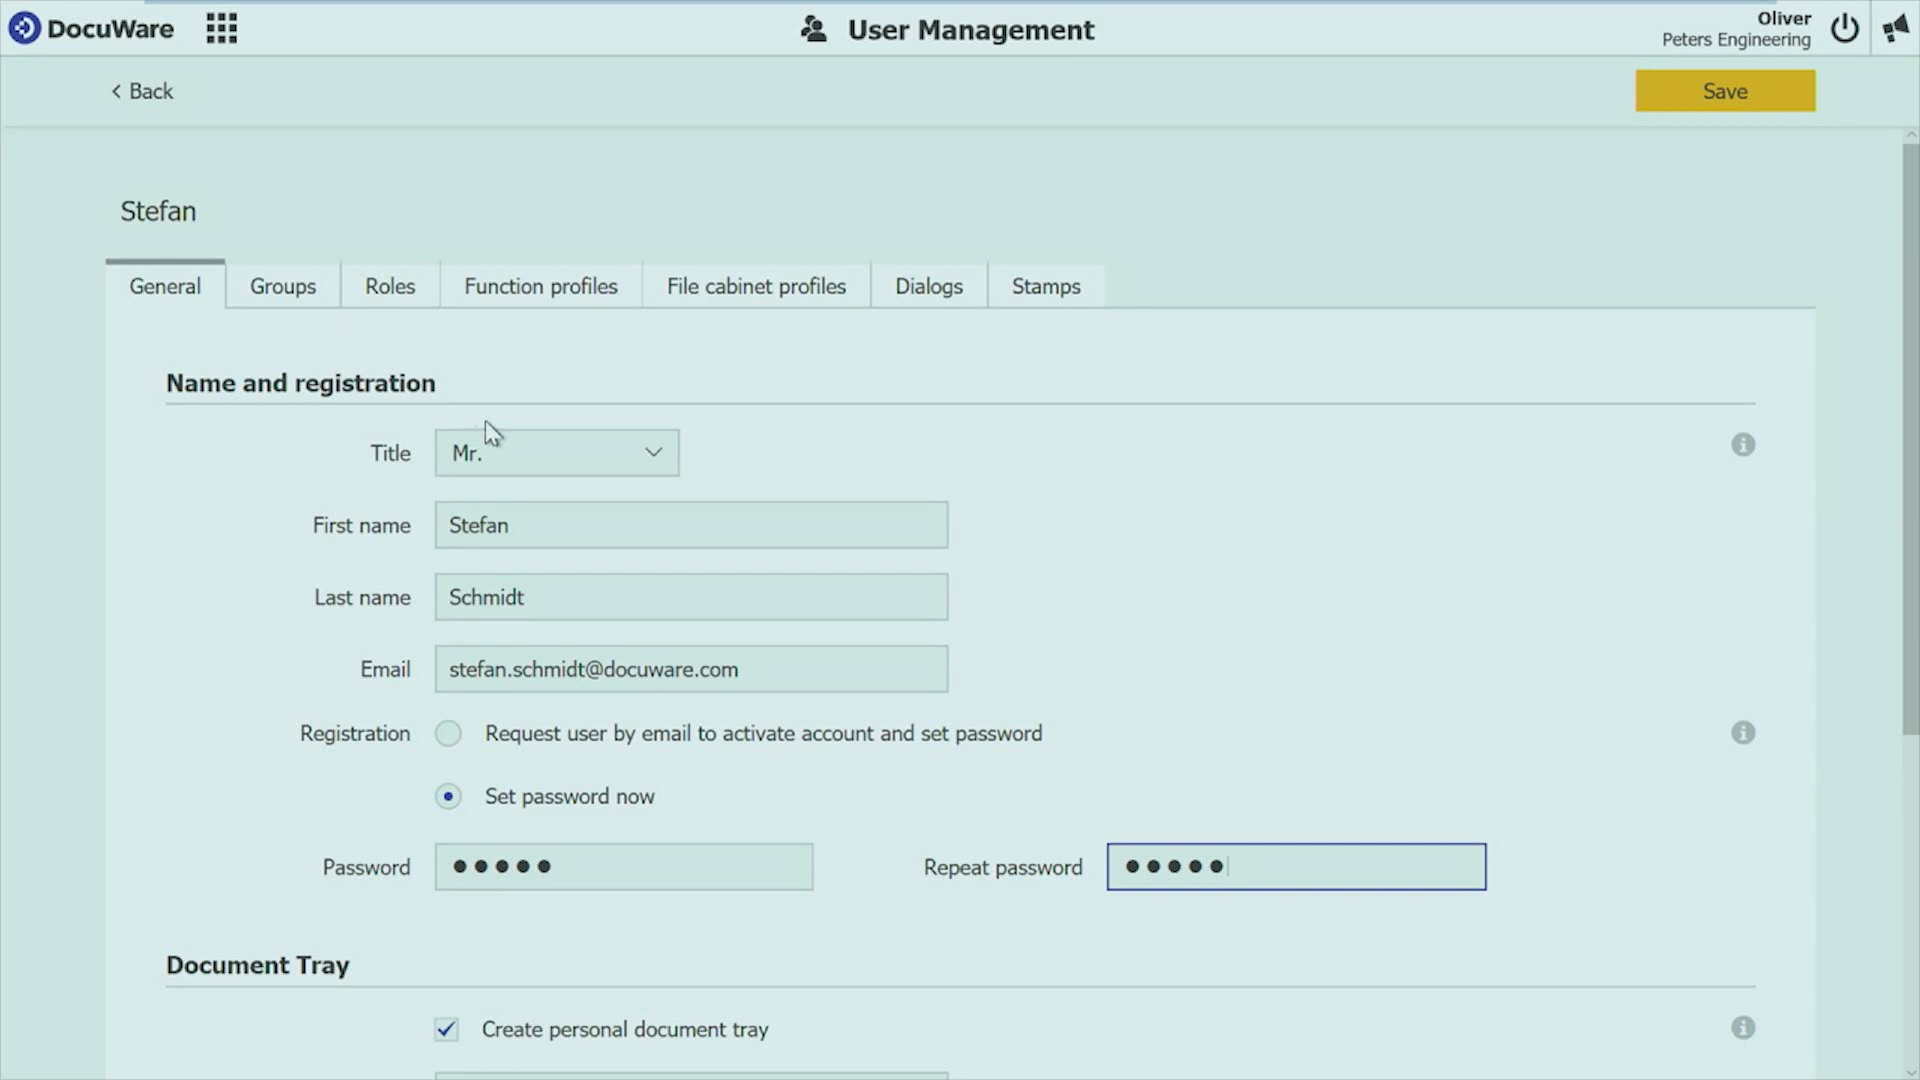 DocuWare
User Management
Oliver
Peters Engineering
Back
Save
Stefan
General Groups Roles Function profiles File cabinet profiles Dialogs Stamps
Name and registration
Title Mr.
First name Stefan
Last name Schmidt
Email stefan.schmidt@docuware.com
Registration Request user by email to activate account and set password
Set password now
Password ●●●●● Repeat password ●●●●●
Document Tray
Create personal document tray